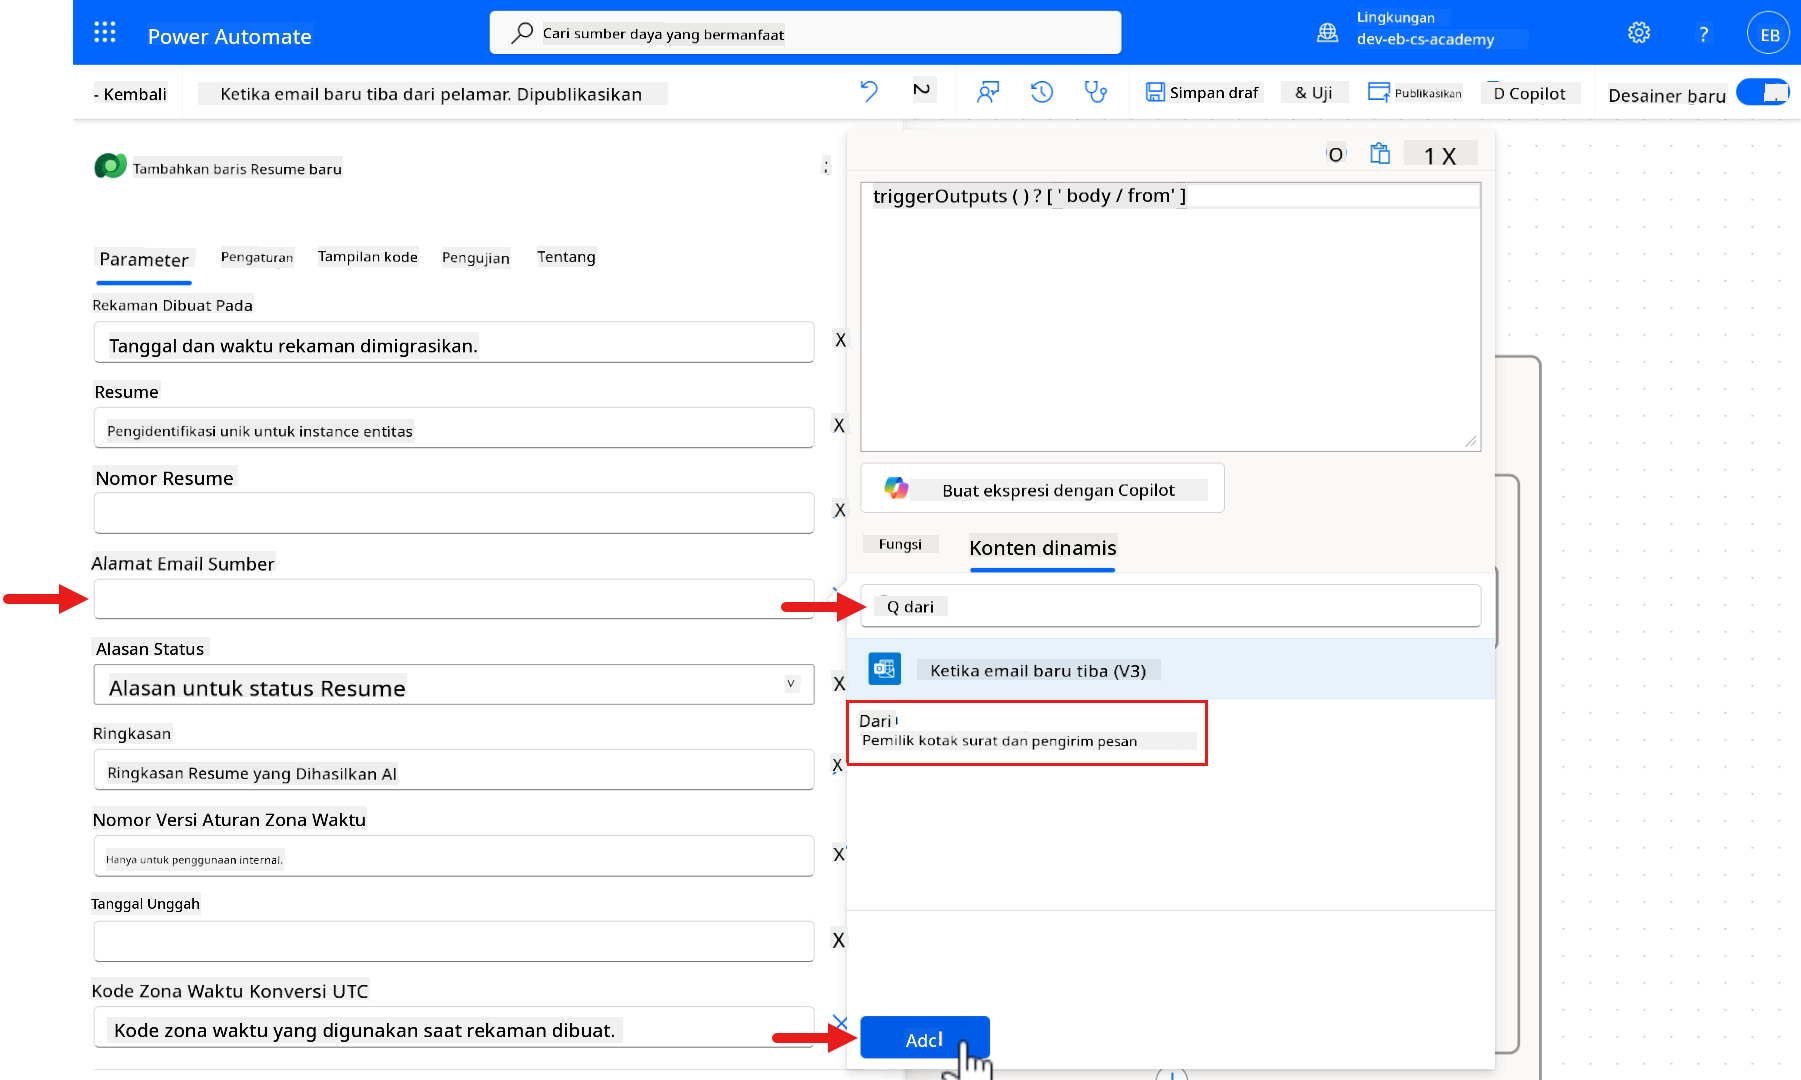 Power Automate
Cari sumber daya yang bermanfaat
Lingkungan
dev-eb-cs-academy
?
EB
- Kembali
Ketika email baru tiba dari pelamar. Dipublikasikan
Simpan draf
& Uji
Publikasikan
D Copilot
Desainer baru
Tambahkan baris Resume baru
:
Parameter
Pengaturan
Tampilan kode
Pengujian
Tentang
Rekaman Dibuat Pada
Tanggal dan waktu rekaman dimigrasikan.
X
Resume
Pengidentifikasi unik untuk instance entitas
X
Nomor Resume
X
Alamat Email Sumber
Alasan Status
Alasan untuk status Resume
v
X
Ringkasan
Ringkasan Resume yang Dihasilkan AI
X
Nomor Versi Aturan Zona Waktu
Hanya untuk penggunaan internal.
X
Tanggal Unggah
X
Kode Zona Waktu Konversi UTC
Kode zona waktu yang digunakan saat rekaman dibuat.
O
1 X
triggerOutputs ( ) ? [ ' body / from' ]
Buat ekspresi dengan Copilot
Fungsi
Konten dinamis
Q dari
Ketika email baru tiba (V3)
Dari
Pemilik kotak surat dan pengirim pesan